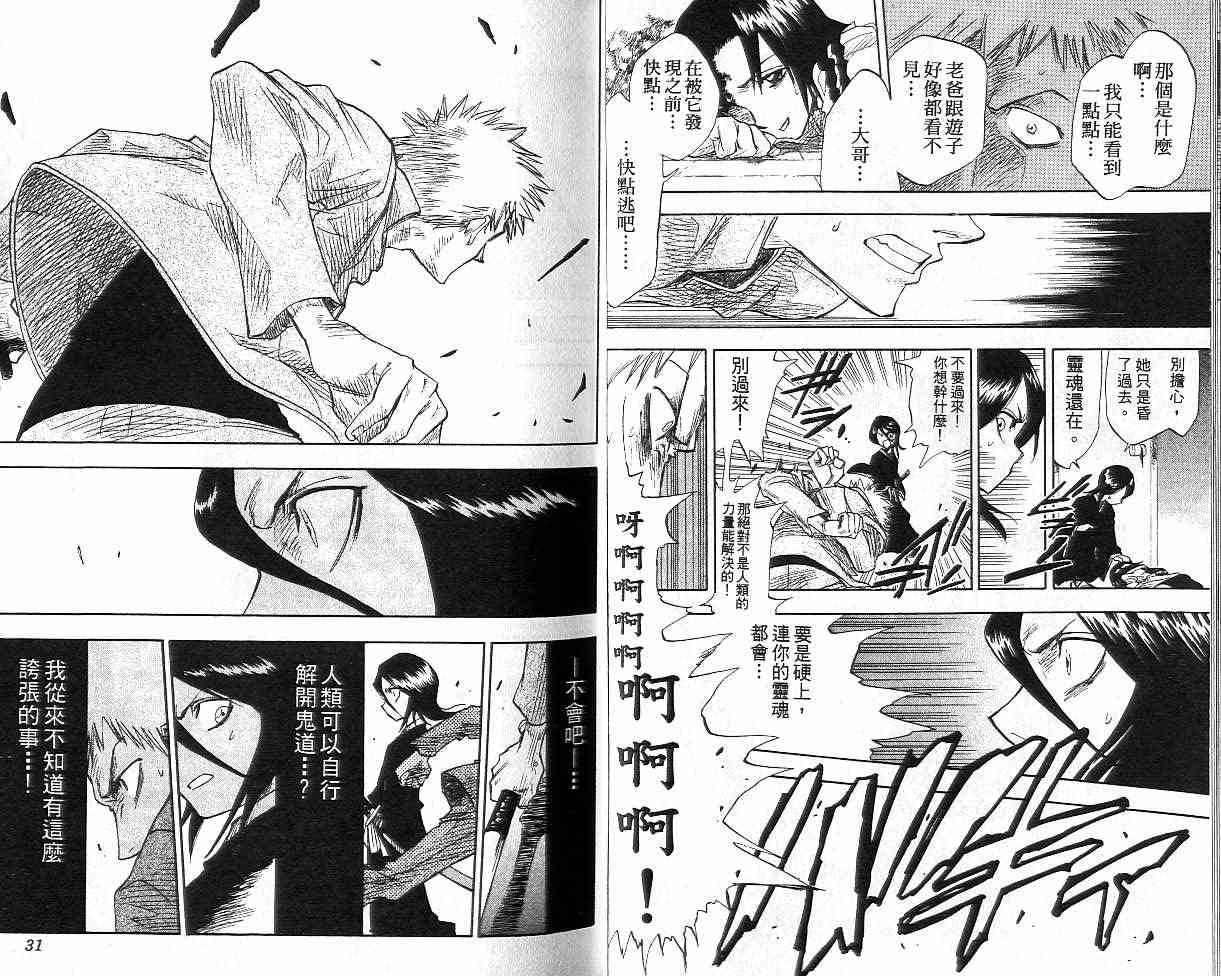 那個是什麼
啊…
我只能看到
一點點…
老爸跟遊子
好像都看不
見…
…大哥…
在被它發
現之前…
快點…
…快點逃吧……
別擔心，
她只是昏
了過去。
靈魂還在。
不要過來！
你想幹什麼！
別過來！
那絕對不是人類的
力量能解決的！
要是硬上，
連你的靈魂
都會…
呀啊啊啊啊啊啊啊！
—不會吧—…
人類可以自行
解開鬼道…？
我從來不知道有這麼
誇張的事…！
31